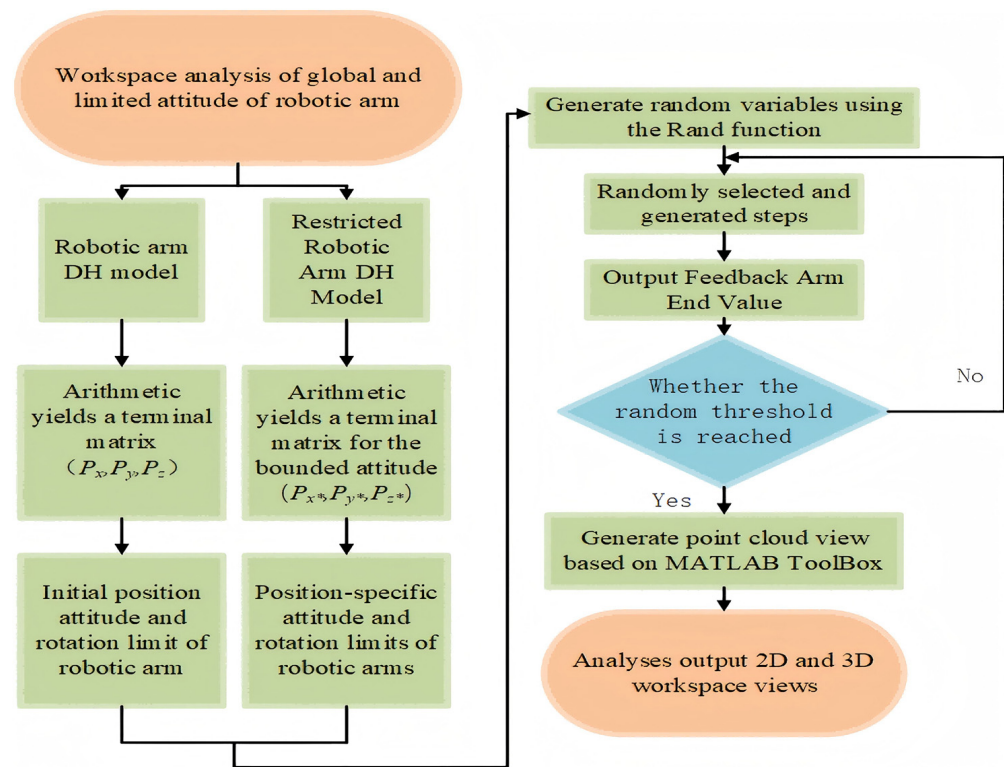 Workspace analysis of global and
limited attitude of robotic arm
Robotic arm
DH model
Restricted
Robotic
Arm DH
Model
Arithmetic
yields a terminal
matrix
(Px,Py,Pz)
Arithmetic
yields a terminal
matrix for the
bounded attitude
(Px*,Py*,Pz*)
Initial position
attitude and
rotation limit of
robotic arm
Position-specific
attitude and
rotation limits of
robotic arms
Generate random variables using
the Rand function
Randomly selected and
generated steps
Output Feedback Arm
End Value
Whether the
random threshold
is reached
No
Yes
Generate point cloud view
based on MATLAB ToolBox
Analyses output 2D and 3D
workspace views